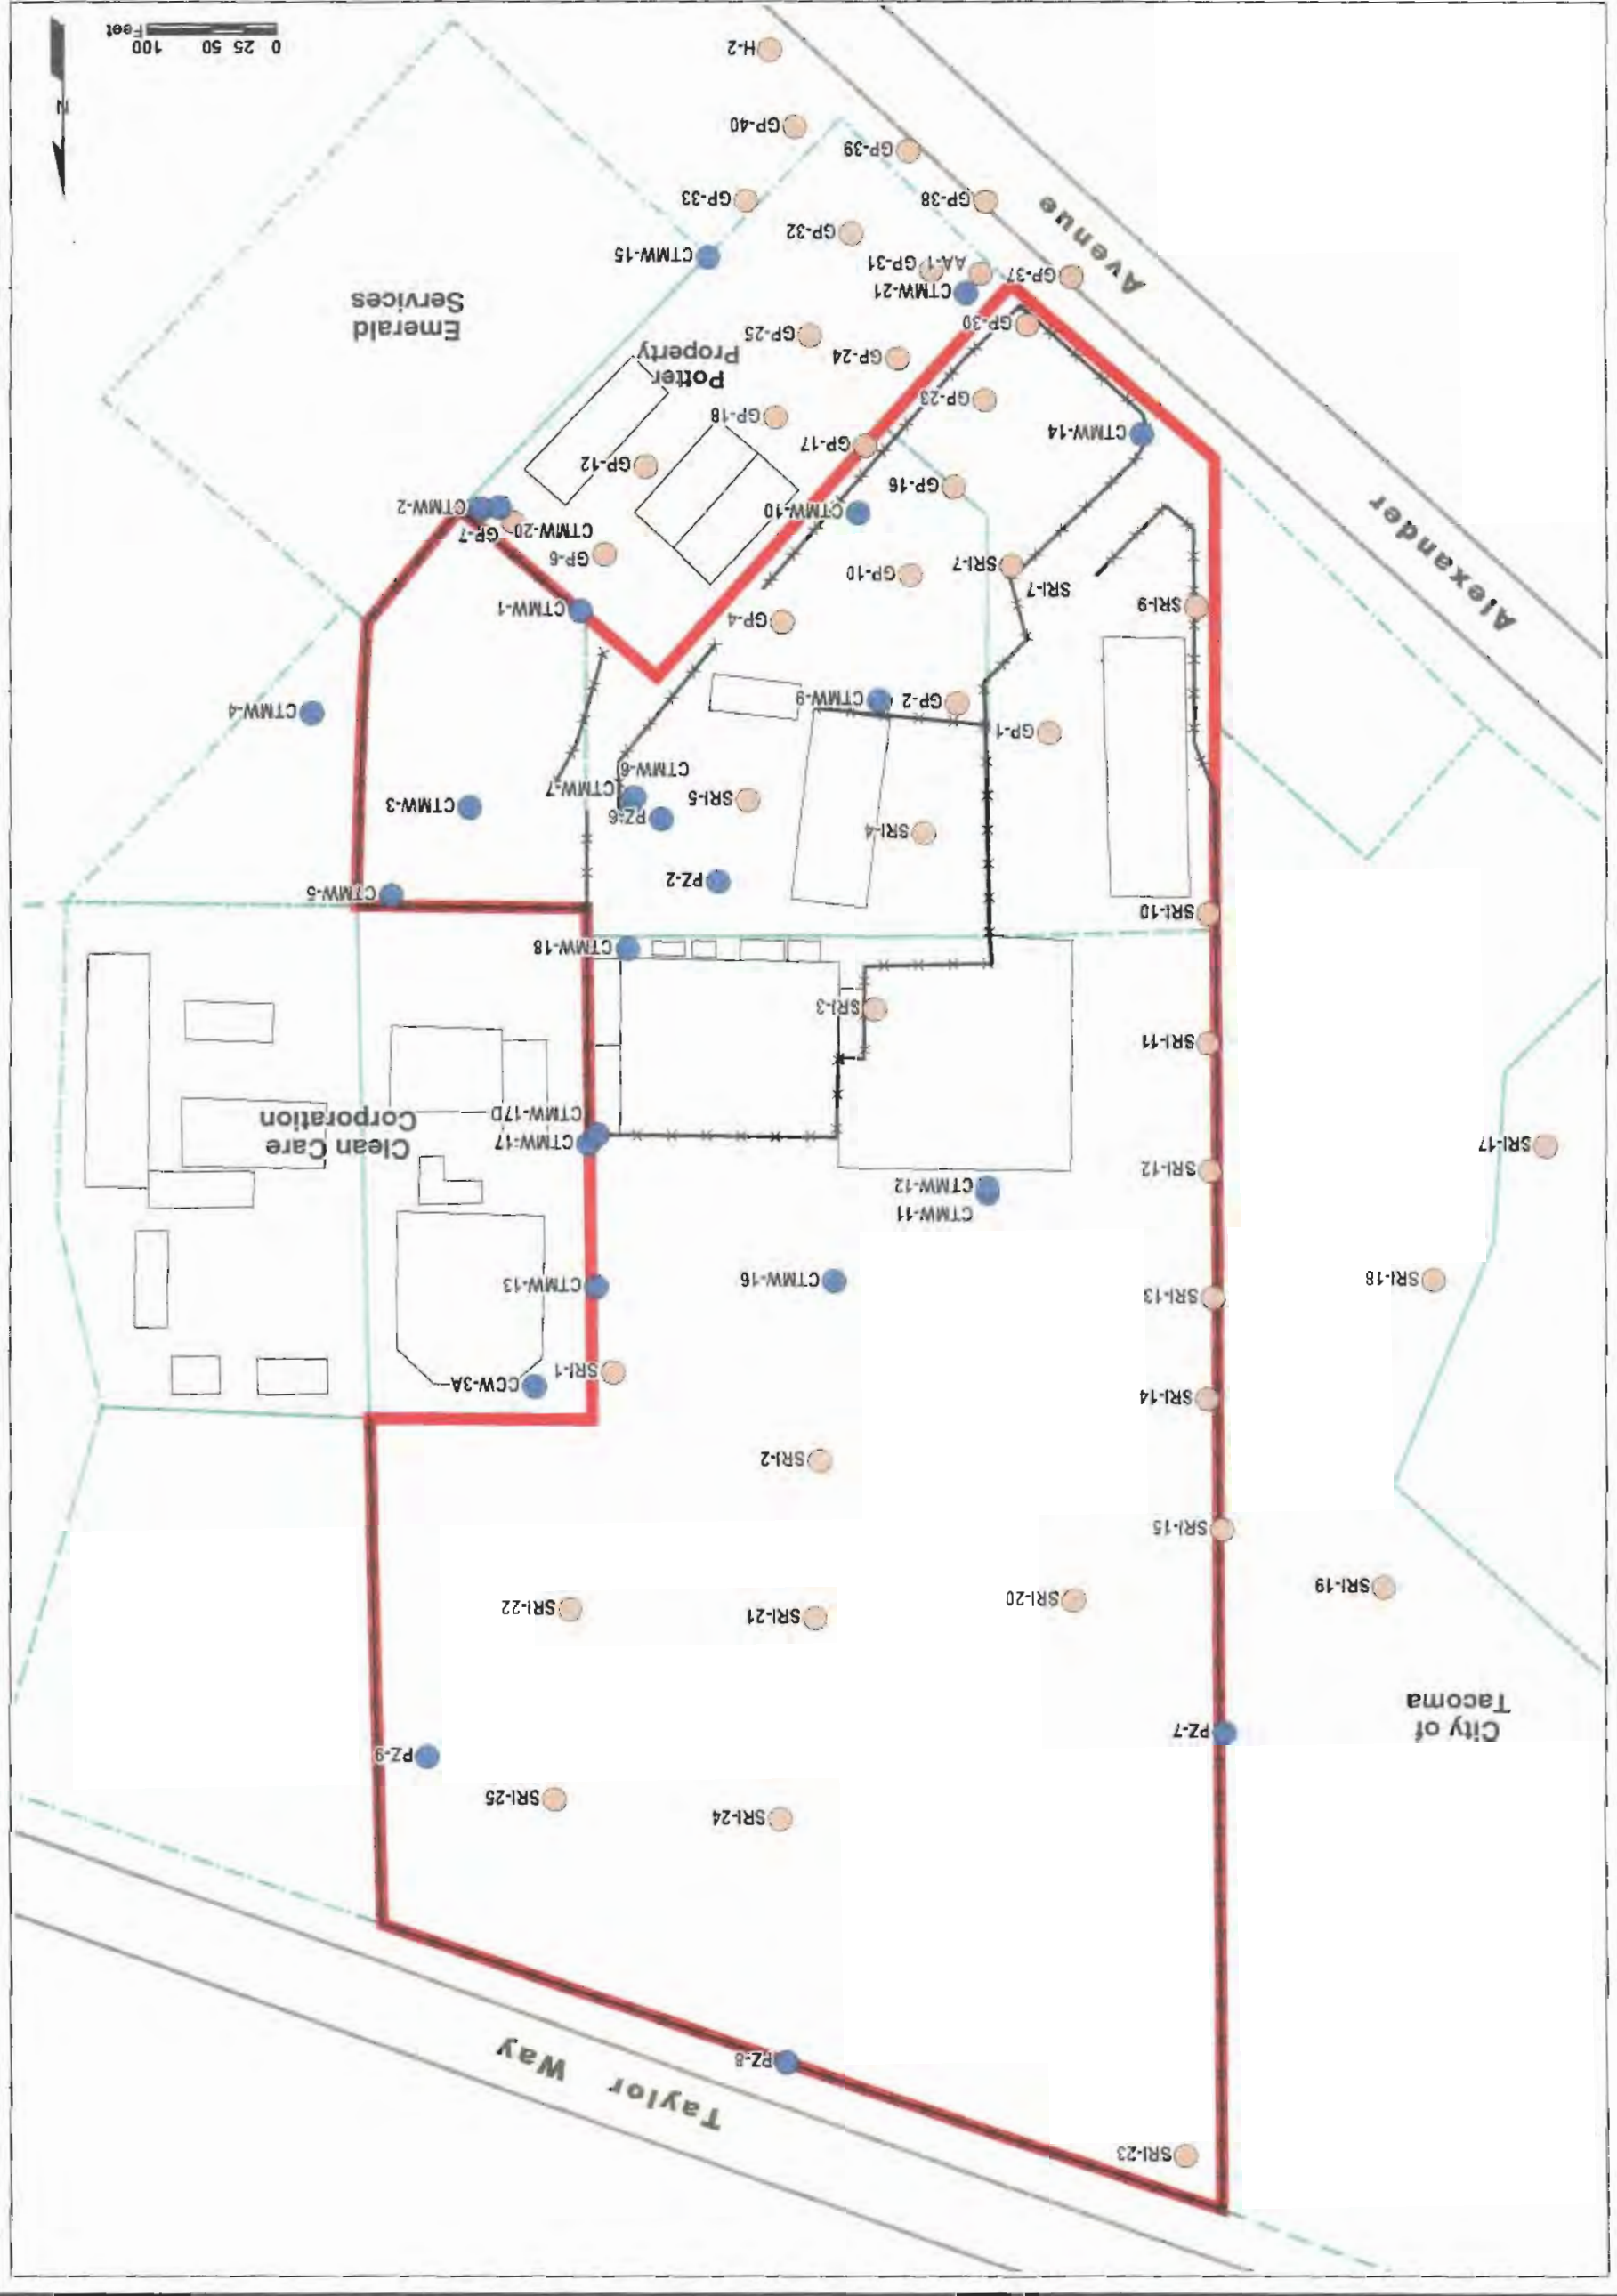 SRI-23
Taylor Way
PZ-8
SRI-24
SRI-25
PZ-9
PZ-7
City of
Tacoma
SRI-19
SRI-20
SRI-21
SRI-22
SRI-15
SRI-2
SRI-14
SRI-1
CCW-3A
SRI-13
CTMW-13
CTMW-16
SRI-18
CTMW-11
CTMW-12
SRI-12
SRI-17
Clean Care
Corporation
CTMW-17
CTMW-17D
SRI-11
SRI-3
CTMW-18
SRI-10
CTMW-5
PZ-2
SRI-4
PZ-6
SRI-5
CTMW-7
CTMW-6
CTMW-3
GP-1
GP-2
CTMW-9
CTMW-4
GP-4
SRI-9
CTMW-1
SRI-7
SRI-7
GP-10
GP-6
Alexander
Avenue
CTMW-20
GP-7
CTMW-2
CTMW-10
GP-16
GP-12
GP-17
CTMW-14
GP-18
GP-23
Potter
Property
GP-24
GP-25
GP-30
Emerald
Services
CTMW-21
GP-37
AA-1
GP-31
CTMW-15
GP-32
GP-38
GP-33
GP-39
GP-40
H-2
N
0 25 50 100
Feet